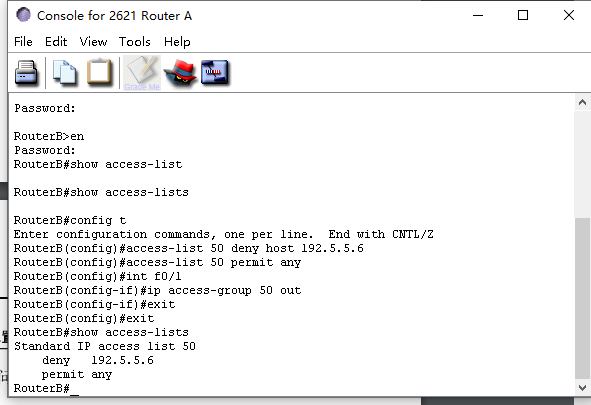 Console for 2621 Router A
File Edit View Tools Help
Grade Me
Password:
RouterB>en
Password:
RouterB#show access-list
RouterB#show access-lists
RouterB#config t
Enter configuration commands, one per line.  End with CNTL/Z
RouterB(config)#access-list 50 deny host 192.5.5.6
RouterB(config)#access-list 50 permit any
RouterB(config)#int f0/1
RouterB(config-if)#ip access-group 50 out
RouterB(config-if)#exit
RouterB(config)#exit
RouterB#show access-lists
Standard IP access list 50
    deny   192.5.5.6
    permit any
RouterB#_